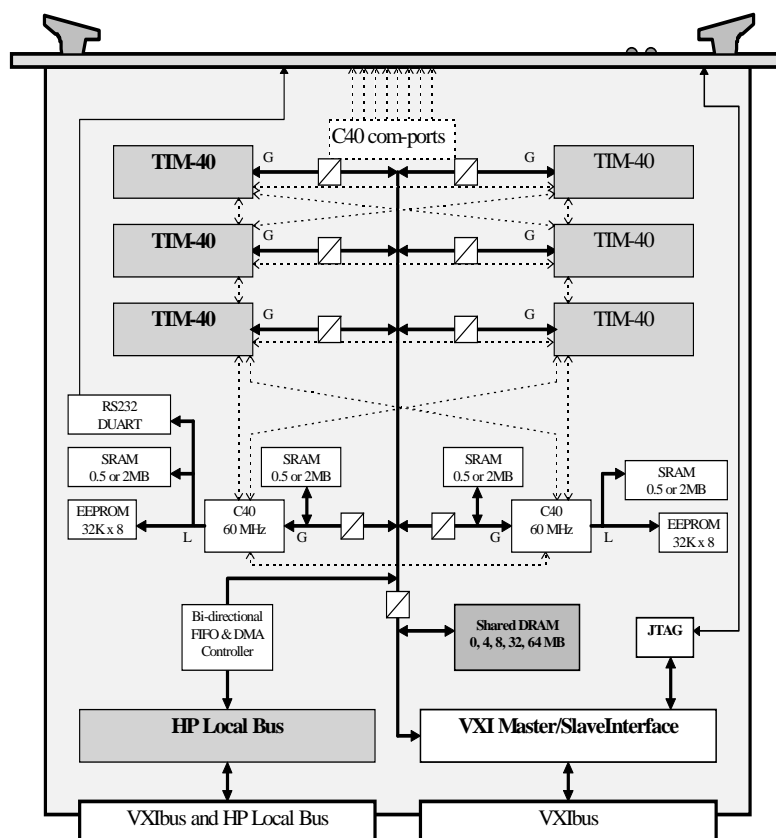 C40 com-ports
TIM-40
G
G
TIM-40
TIM-40
G
G
TIM-40
TIM-40
G
G
TIM-40
RS232
DUART
SRAM
0.5 or 2MB
SRAM
0.5 or 2MB
SRAM
0.5 or 2MB
SRAM
0.5 or 2MB
EEPROM
32K x 8
L
C40
60 MHz
G
G
C40
60 MHz
L
EEPROM
32K x 8
Bi-directional
FIFO & DMA
Controller
Shared DRAM
0, 4, 8, 32, 64 MB
JTAG
HP Local Bus
VXI Master/SlaveInterface
VXIbus and HP Local Bus
VXIbus